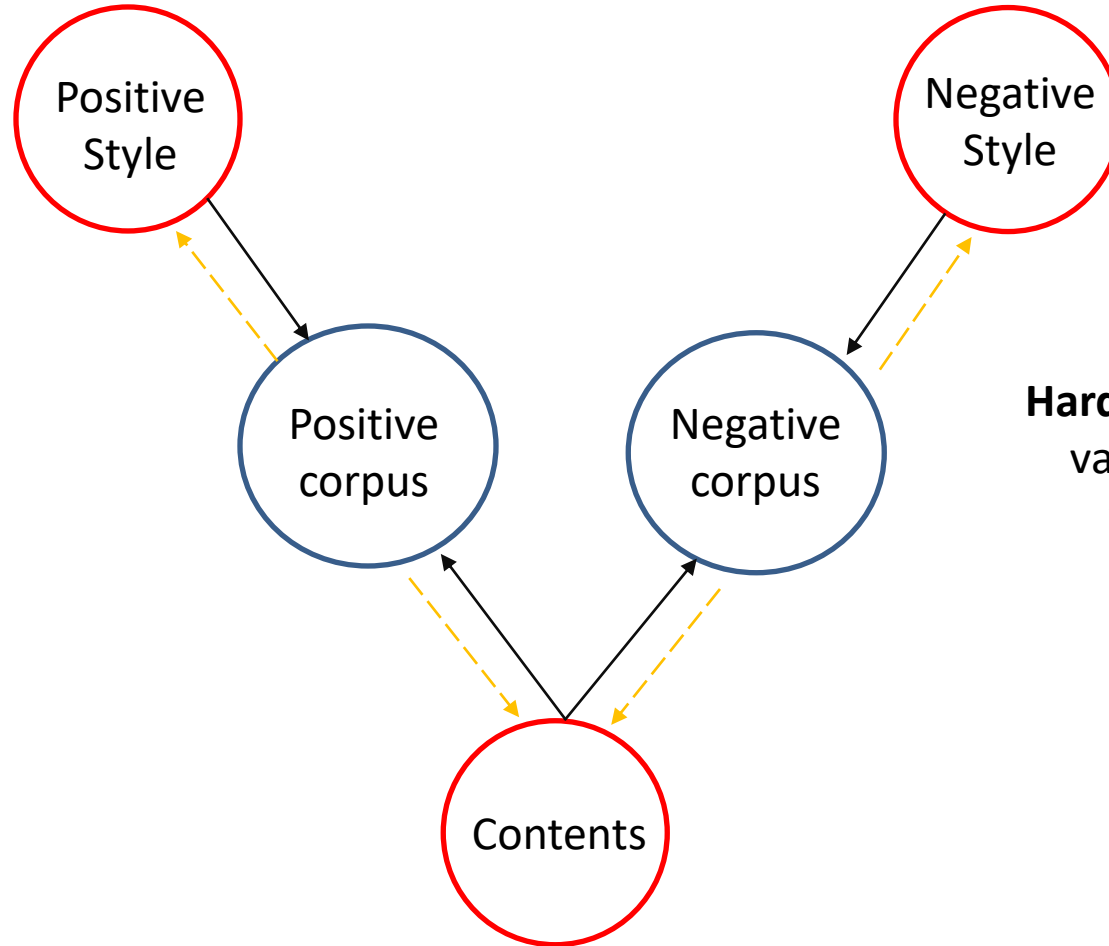 Positive
Style
Negative
Style
Positive
corpus
Negative
corpus
Contents